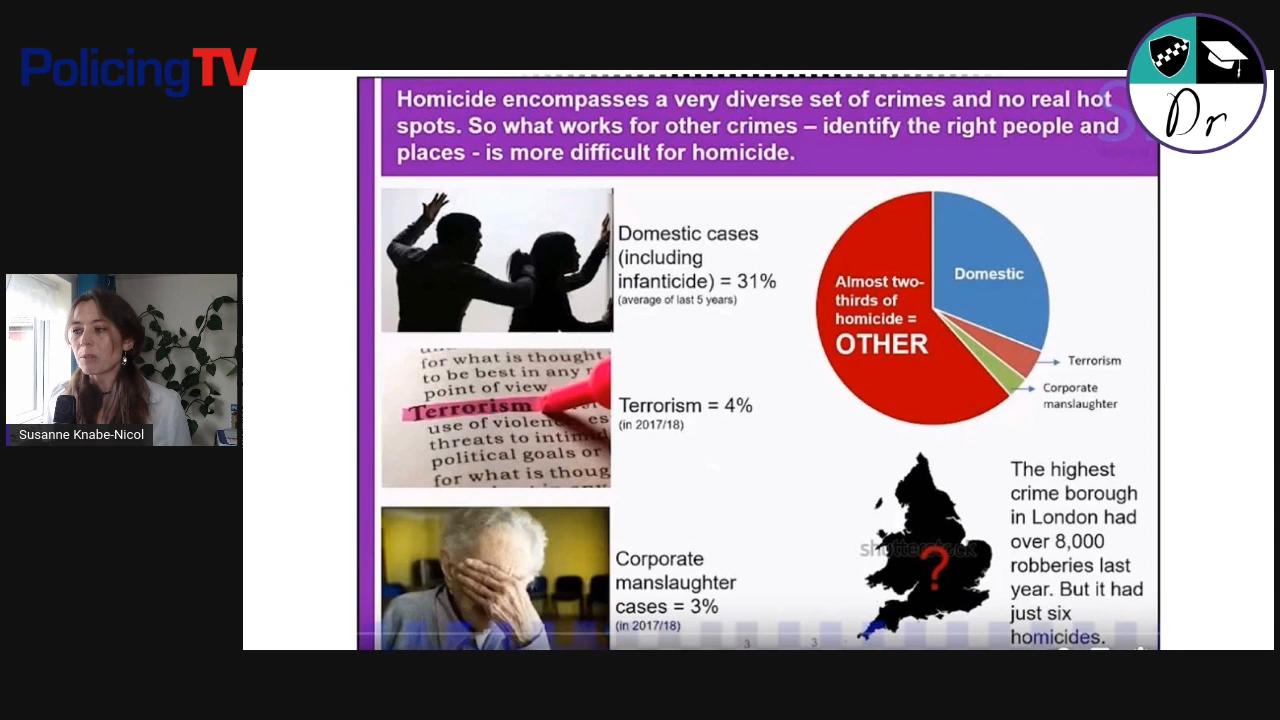 PolicingTV
Dr
Homicide encompasses a very diverse set of crimes and no real hot
spots. So what works for other crimes – identify the right people and
places - is more difficult for homicide.
Domestic cases
(including
infanticide) = 31%
(average of last 5 years)
Almost two-
thirds of
homicide =
OTHER
Domestic
Terrorism
Corporate
manslaughter
for what is thought
to be best in any
point of view
Terrorism
use of violen
threats to intimid
political goals or
for what is thoug
Terrorism = 4%
(in 2017/18)
Susanne Knabe-Nicol
Corporate
manslaughter
cases = 3%
(in 2017/18)
shutterstock
?
The highest
crime borough
in London had
over 8,000
robberies last
year. But it had
just six
homicides.
3
3